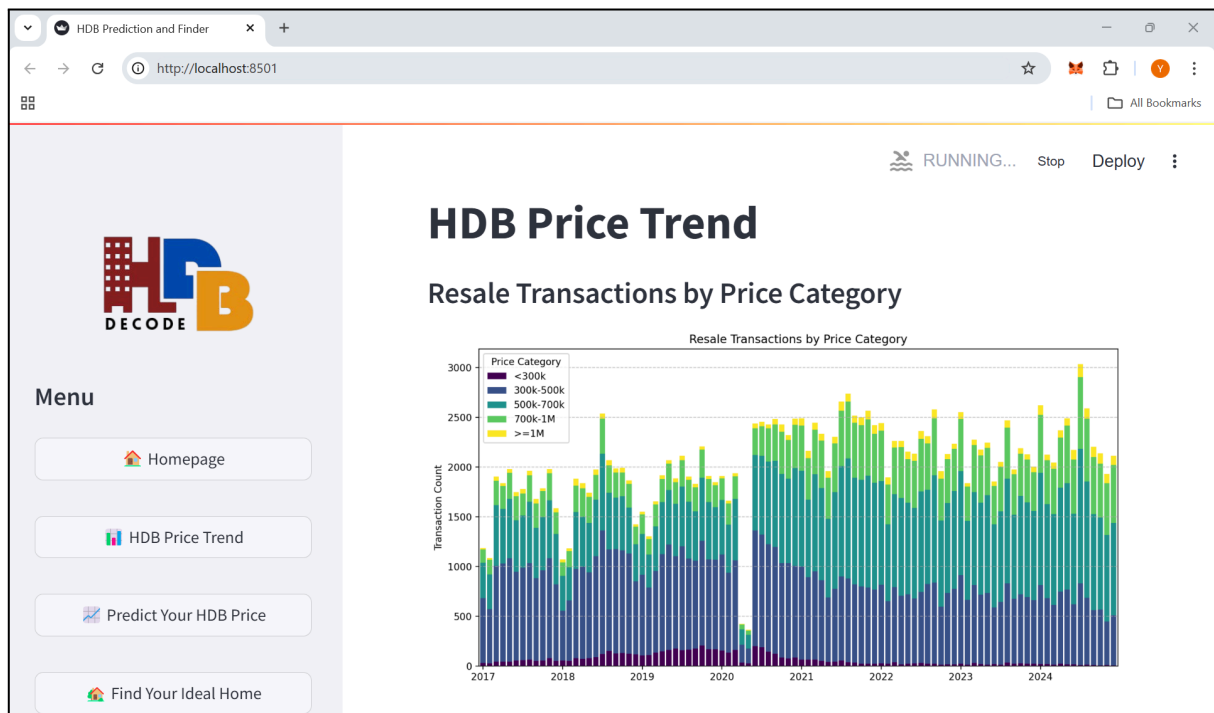 HDB Prediction and Finder
http://localhost:8501
Y
All Bookmarks
RUNNING...
Stop
Deploy
HDB
DECODE
Menu
Homepage
HDB Price Trend
Predict Your HDB Price
Find Your Ideal Home
HDB Price Trend
Resale Transactions by Price Category
Resale Transactions by Price Category
Price Category
<300k
300k-500k
500k-700k
700k-1M
>=1M
Transaction Count
3000
2500
2000
1500
1000
500
0
2017 2018 2019 2020 2021 2022 2023 2024